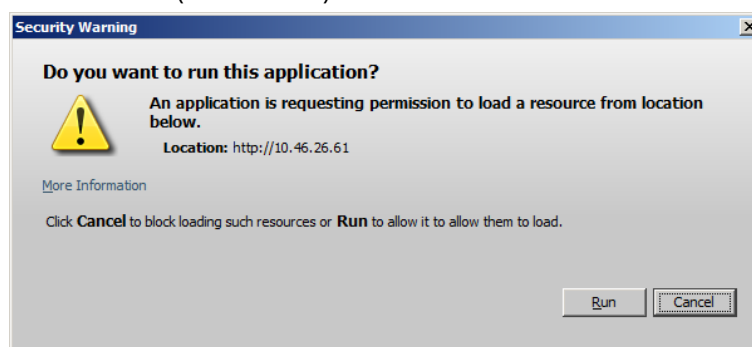 Security Warning
Do you want to run this application?
An application is requesting permission to load a resource from location
below.
Location: http://10.46.26.61
More Information
Click Cancel to block loading such resources or Run to allow it to allow them to load.
Run Cancel